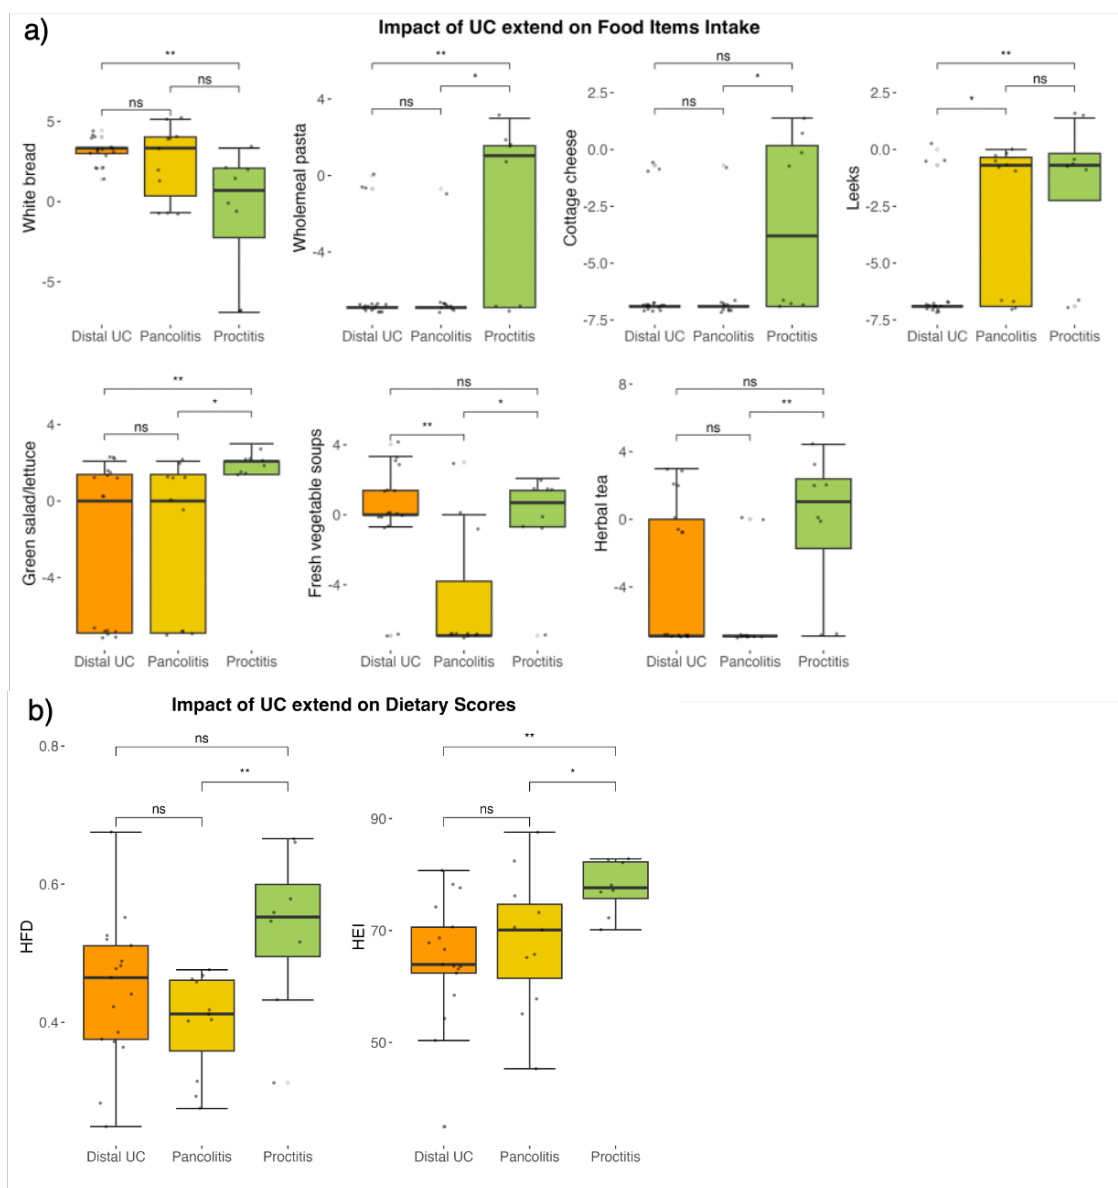 a)
Impact of UC extend on Food Items Intake
White bread
5
0
-5
**
ns
ns
Distal UC Pancolitis Proctitis
Wholemeal pasta
4
0
-4
**
*
ns
Distal UC Pancolitis Proctitis
Cottage cheese
2.5
0.0
-2.5
-5.0
-7.5
ns
*
ns
Distal UC Pancolitis Proctitis
Leeks
2.5
0.0
-2.5
-5.0
-7.5
**
ns
*
Distal UC Pancolitis Proctitis
Green salad/lettuce
4
0
-4
**
*
ns
Distal UC Pancolitis Proctitis
Fresh vegetable soups
4
0
-4
ns
*
**
Distal UC Pancolitis Proctitis
Herbal tea
8
4
0
-4
ns
**
ns
Distal UC Pancolitis Proctitis
b)
Impact of UC extend on Dietary Scores
HFD
0.8
0.6
0.4
ns
**
ns
Distal UC Pancolitis Proctitis
HEI
90
70
50
**
*
ns
Distal UC Pancolitis Proctitis